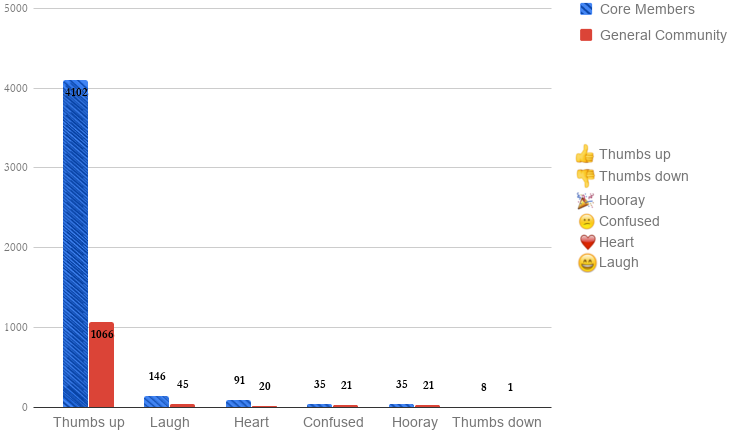 5000
4000
3000
2000
1000
0
4102
1066
146
45
91
20
35
21
35
21
8
1
Thumbs up
Laugh
Heart
Confused
Hooray
Thumbs down
Core Members
General Community
Thumbs up
Thumbs down
Hooray
Confused
Heart
Laugh